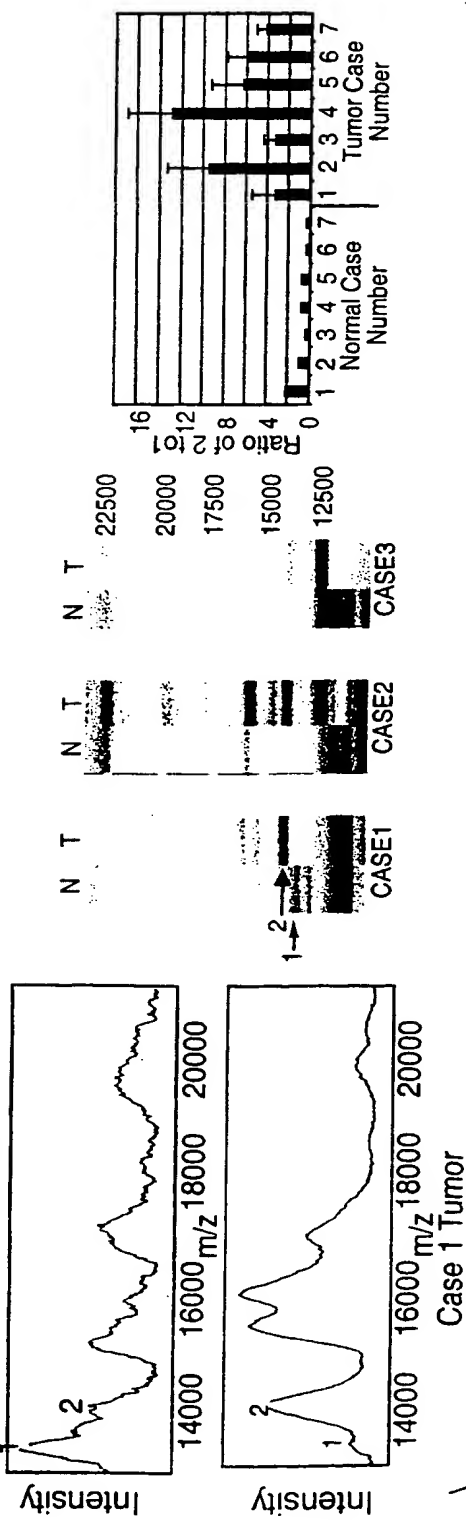 Intensity
2
14000 16000 m/z 18000 20000
Intensity
1
2
14000 16000 m/z 18000 20000
Case 1 Tumor
N T
1
2
CASE1
N T
CASE2
N T
22500
20000
17500
15000
12500
CASE3
Ratio of 2 to1
16
12
8
4
0
1 2 3 4 5 6 7
Normal Case
Number
1 2 3 4 5 6 7
Tumor Case
Number